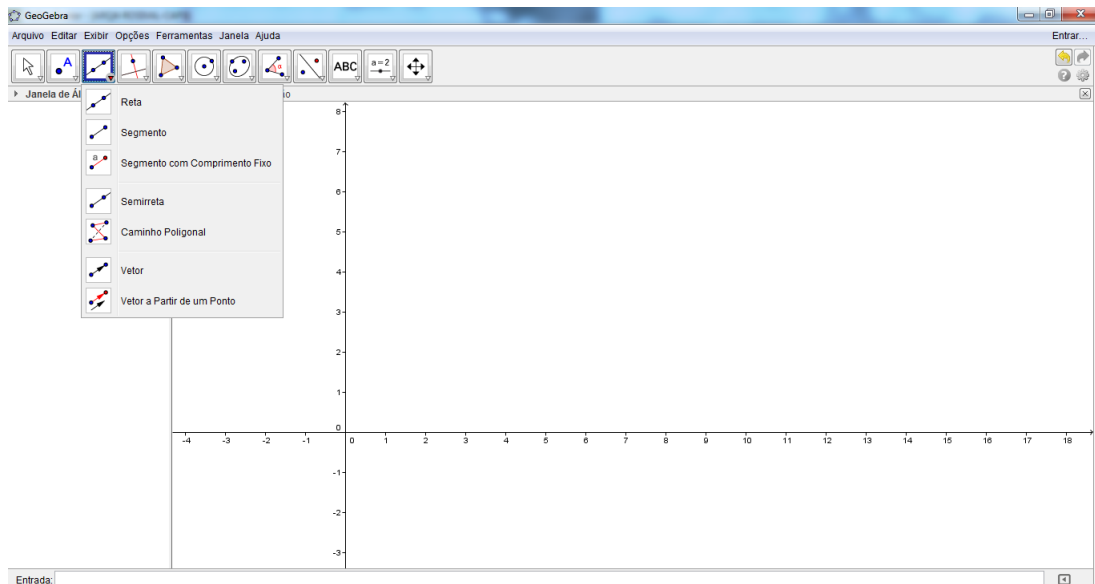 GeoGebra
Arquivo Editar Exibir Opções Ferramentas Janela Ajuda
Entrar...
A
a
ABC
a=2
Janela de Ál
ão
Reta
Segmento
a
Segmento com Comprimento Fixo
Semirreta
Caminho Poligonal
Vetor
Vetor a Partir de um Ponto
8
7
6
5
4
3
2
1
0
-4 -3 -2 -1 0 1 2 3 4 5 6 7 8 9 10 11 12 13 14 15 16 17 18
-1
-2
-3
Entrada: